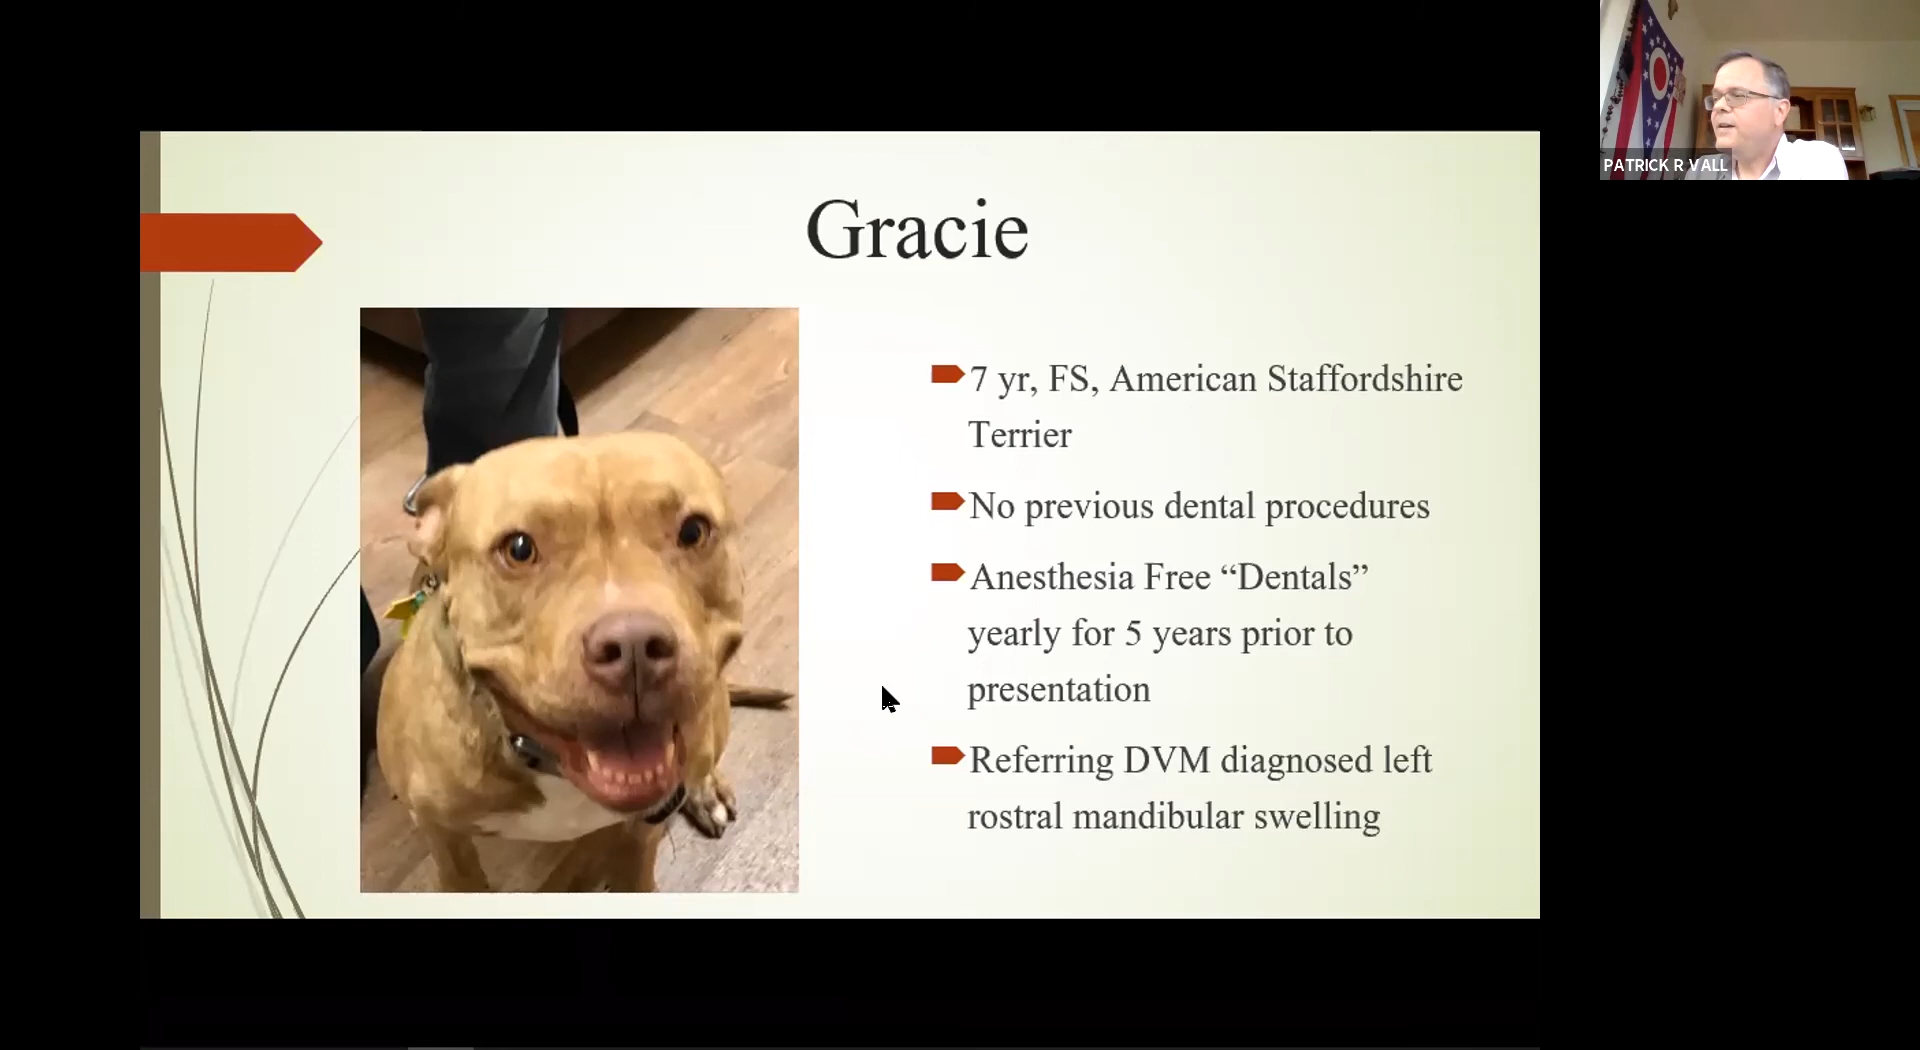 PATRICK R VALL
Gracie
7 yr, FS, American Staffordshire
Terrier
No previous dental procedures
Anesthesia Free “Dentals”
yearly for 5 years prior to
presentation
Referring DVM diagnosed left
rostral mandibular swelling